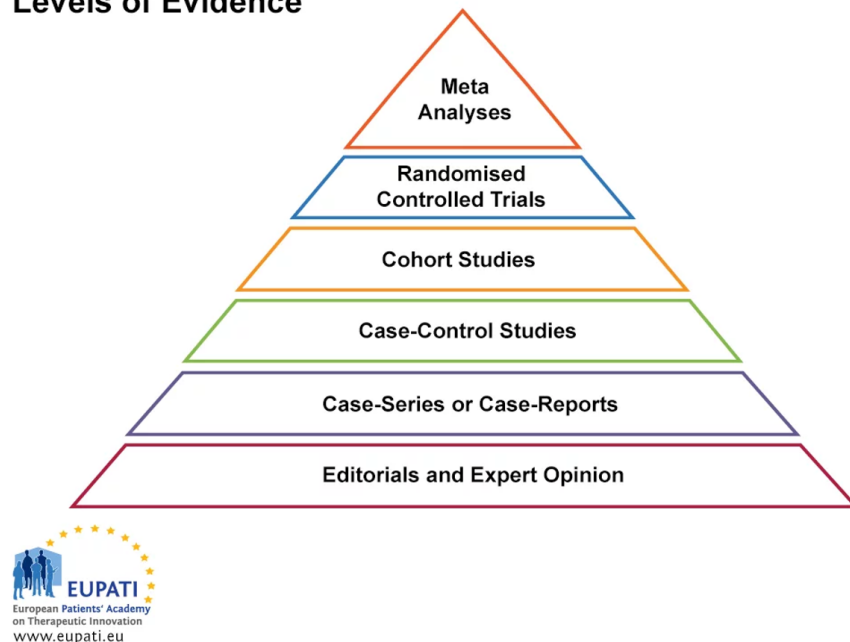 Levels of Evidence
Meta
Analyses
Randomised
Controlled Trials
Cohort Studies
Case-Control Studies
Case-Series or Case-Reports
Editorials and Expert Opinion
EUPATI
European Patients' Academy
on Therapeutic Innovation
www.eupati.eu